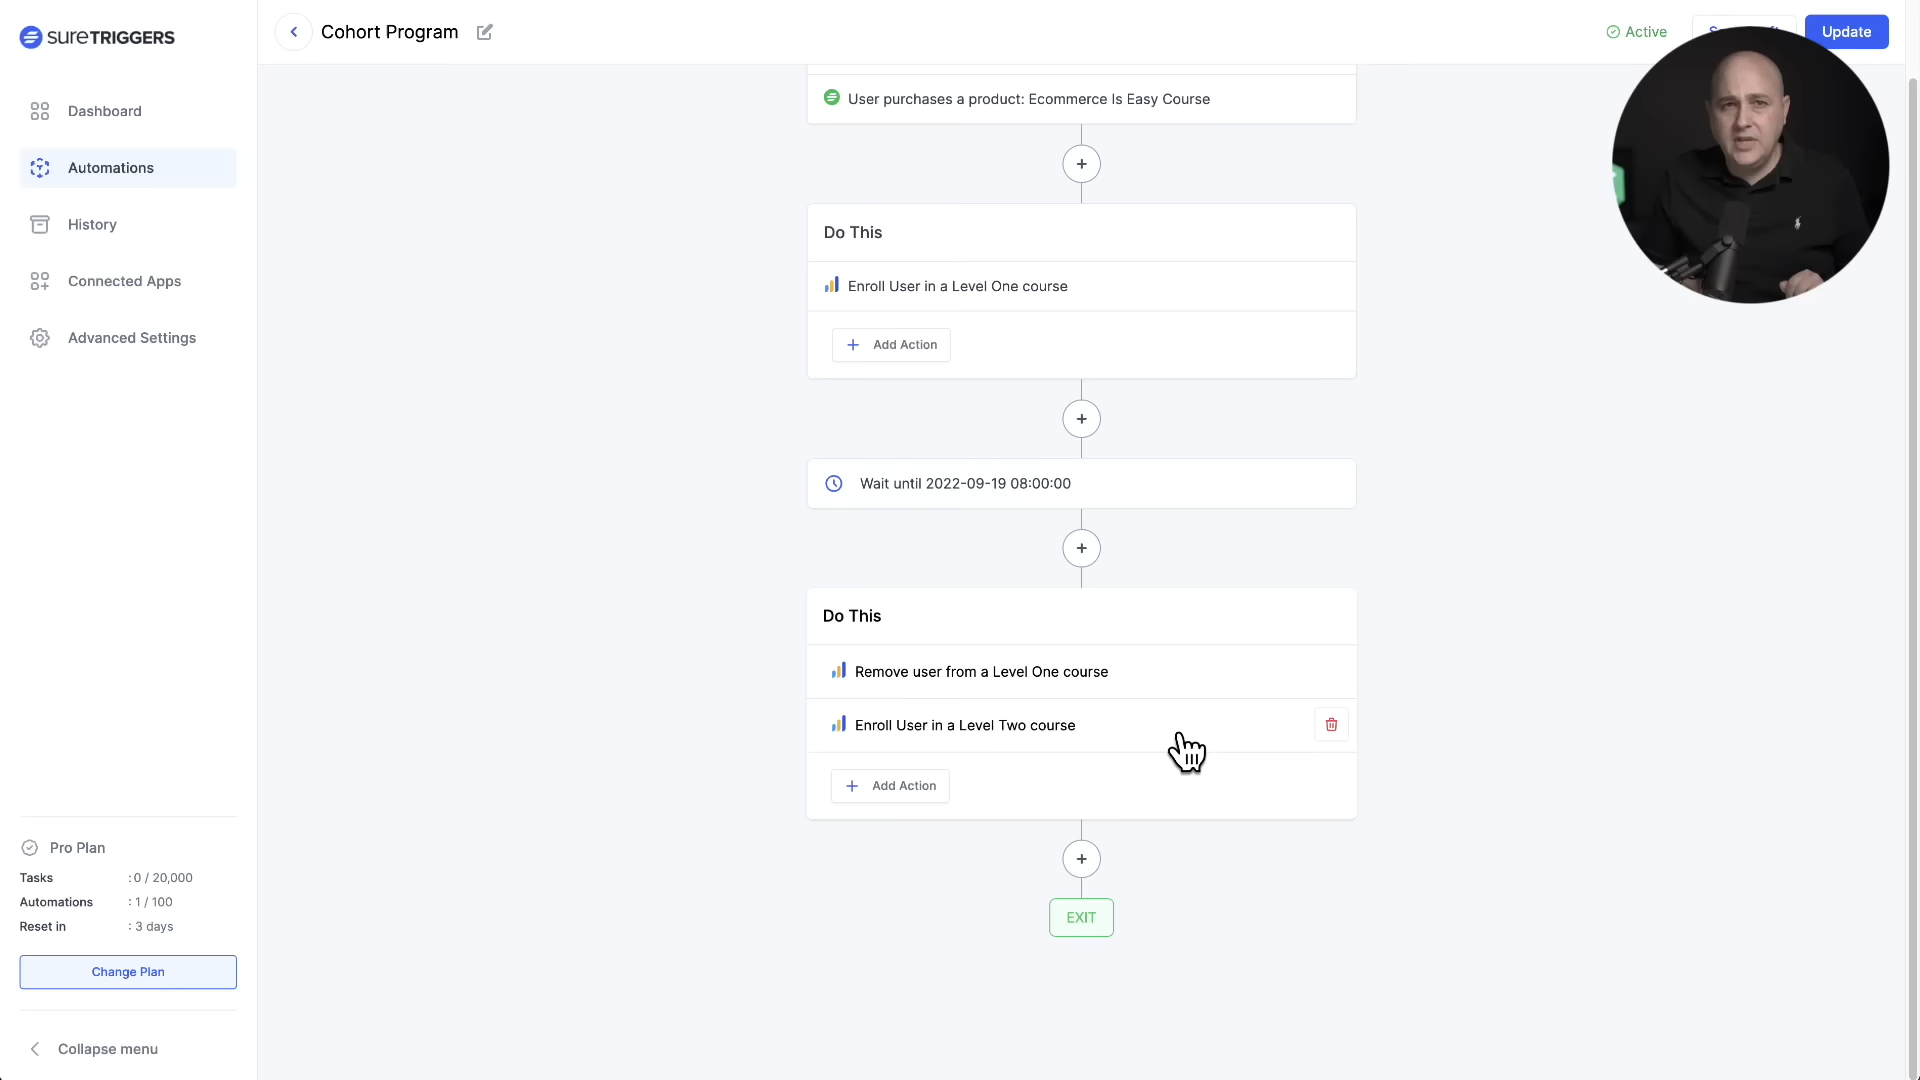 sureTRIGGERS
Cohort Program
Active
Update
Dashboard
Automations
History
Connected Apps
Advanced Settings
User purchases a product: Ecommerce Is Easy Course
+
Do This
Enroll User in a Level One course
+ Add Action
+
Wait until 2022-09-19 08:00:00
+
Do This
Remove user from a Level One course
Enroll User in a Level Two course
+ Add Action
+
EXIT
Pro Plan
Tasks : 0 / 20,000
Automations : 1 / 100
Reset in : 3 days
Change Plan
Collapse menu